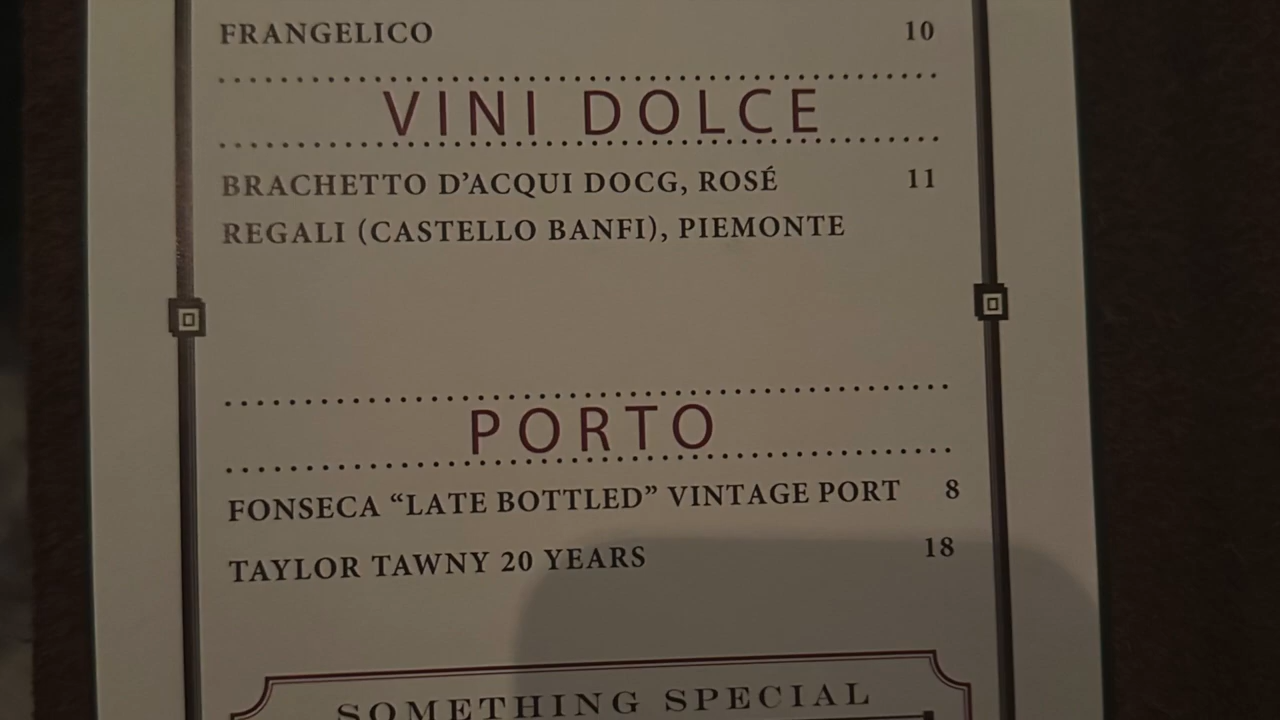 FRANGELICO 10
VINI DOLCE
BRACHETTO D’ACQUI DOCG, ROSÉ 11
REGALI (CASTELLO BANFI), PIEMONTE
PORTO
FONSECA “LATE BOTTLED” VINTAGE PORT 8
TAYLOR TAWNY 20 YEARS 18
SOMETHING SPECIAL